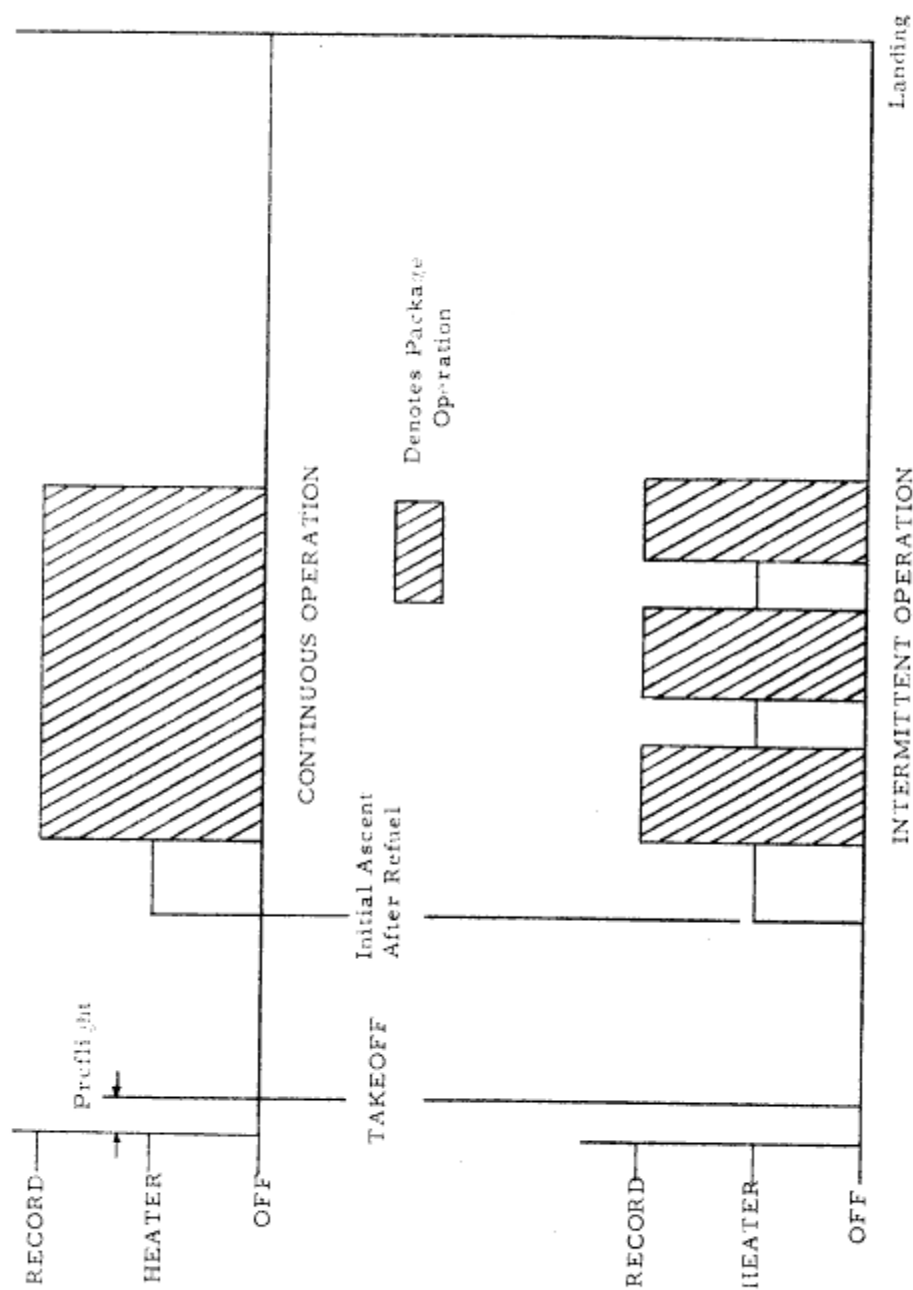 RECORD
Preflight
HEATER
OFF
CONTINUOUS OPERATION
Initial Ascent
After Refuel
TAKEOFF
Denotes Package
Operation
RECORD
HEATER
OFF
INTERMITTENT OPERATION
Landing